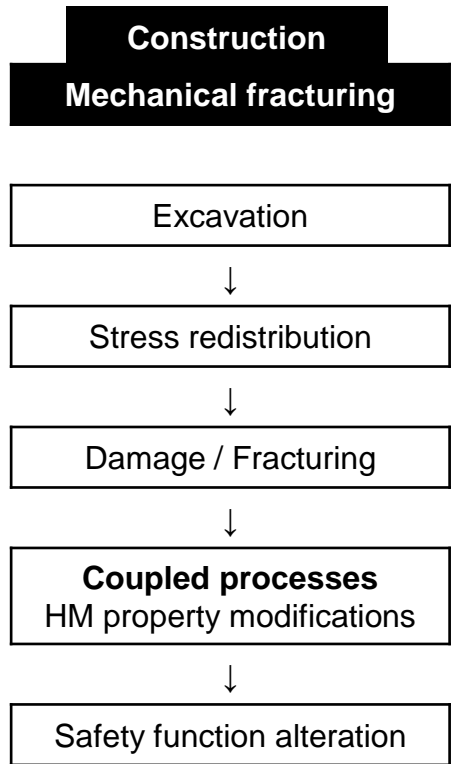 Construction
Mechanical fracturing
Excavation
↓
Stress redistribution
↓
Damage / Fracturing
↓
Coupled processes
HM property modifications
↓
Safety function alteration